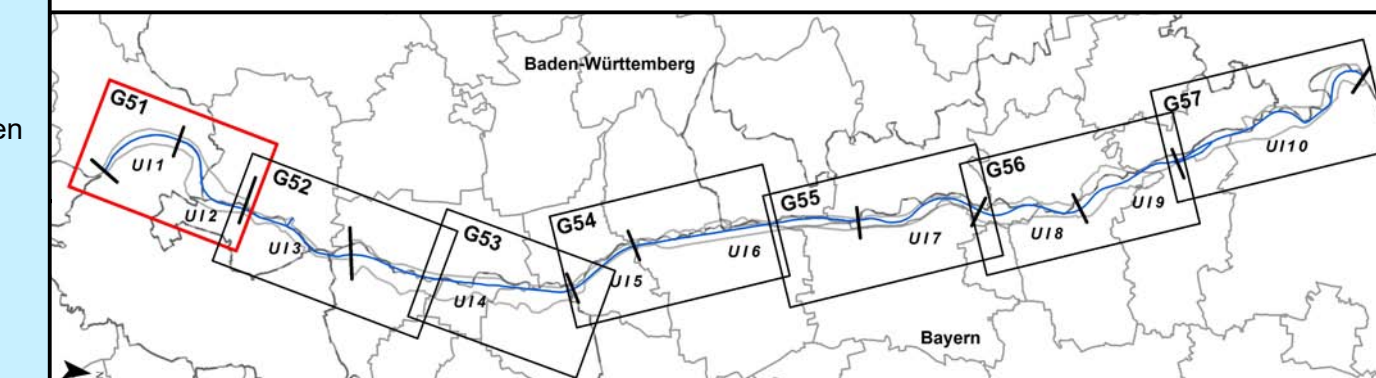 en
Baden-Württemberg
G51
G52
G53
G54
G55
G56
G57
UI1
UI2
UI3
UI4
UI5
UI6
UI7
UI8
UI9
UI10
Bayern